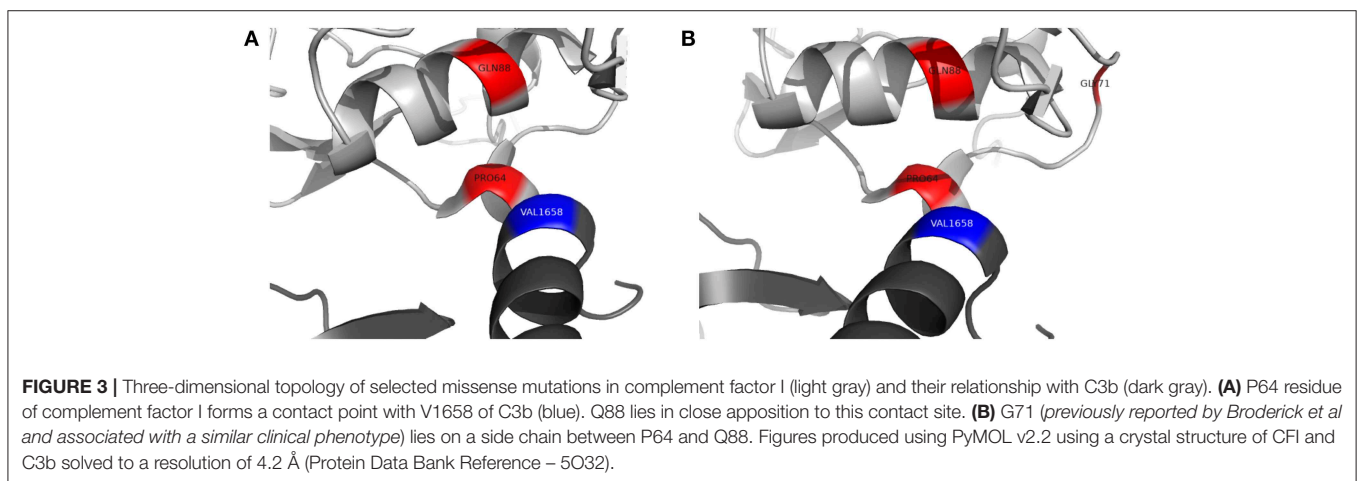 A
B
GLN88
GLN88
GLY71
PRO64
PRO64
VAL1658
VAL1658
FIGURE 3 | Three-dimensional topology of selected missense mutations in complement factor I (light gray) and their relationship with C3b (dark gray). (A) P64 residue
of complement factor I forms a contact point with V1658 of C3b (blue). Q88 lies in close apposition to this contact site. (B) G71 (previously reported by Broderick et al
and associated with a similar clinical phenotype) lies on a side chain between P64 and Q88. Figures produced using PyMOL v2.2 using a crystal structure of CFI and
C3b solved to a resolution of 4.2 Å (Protein Data Bank Reference – 5O32).